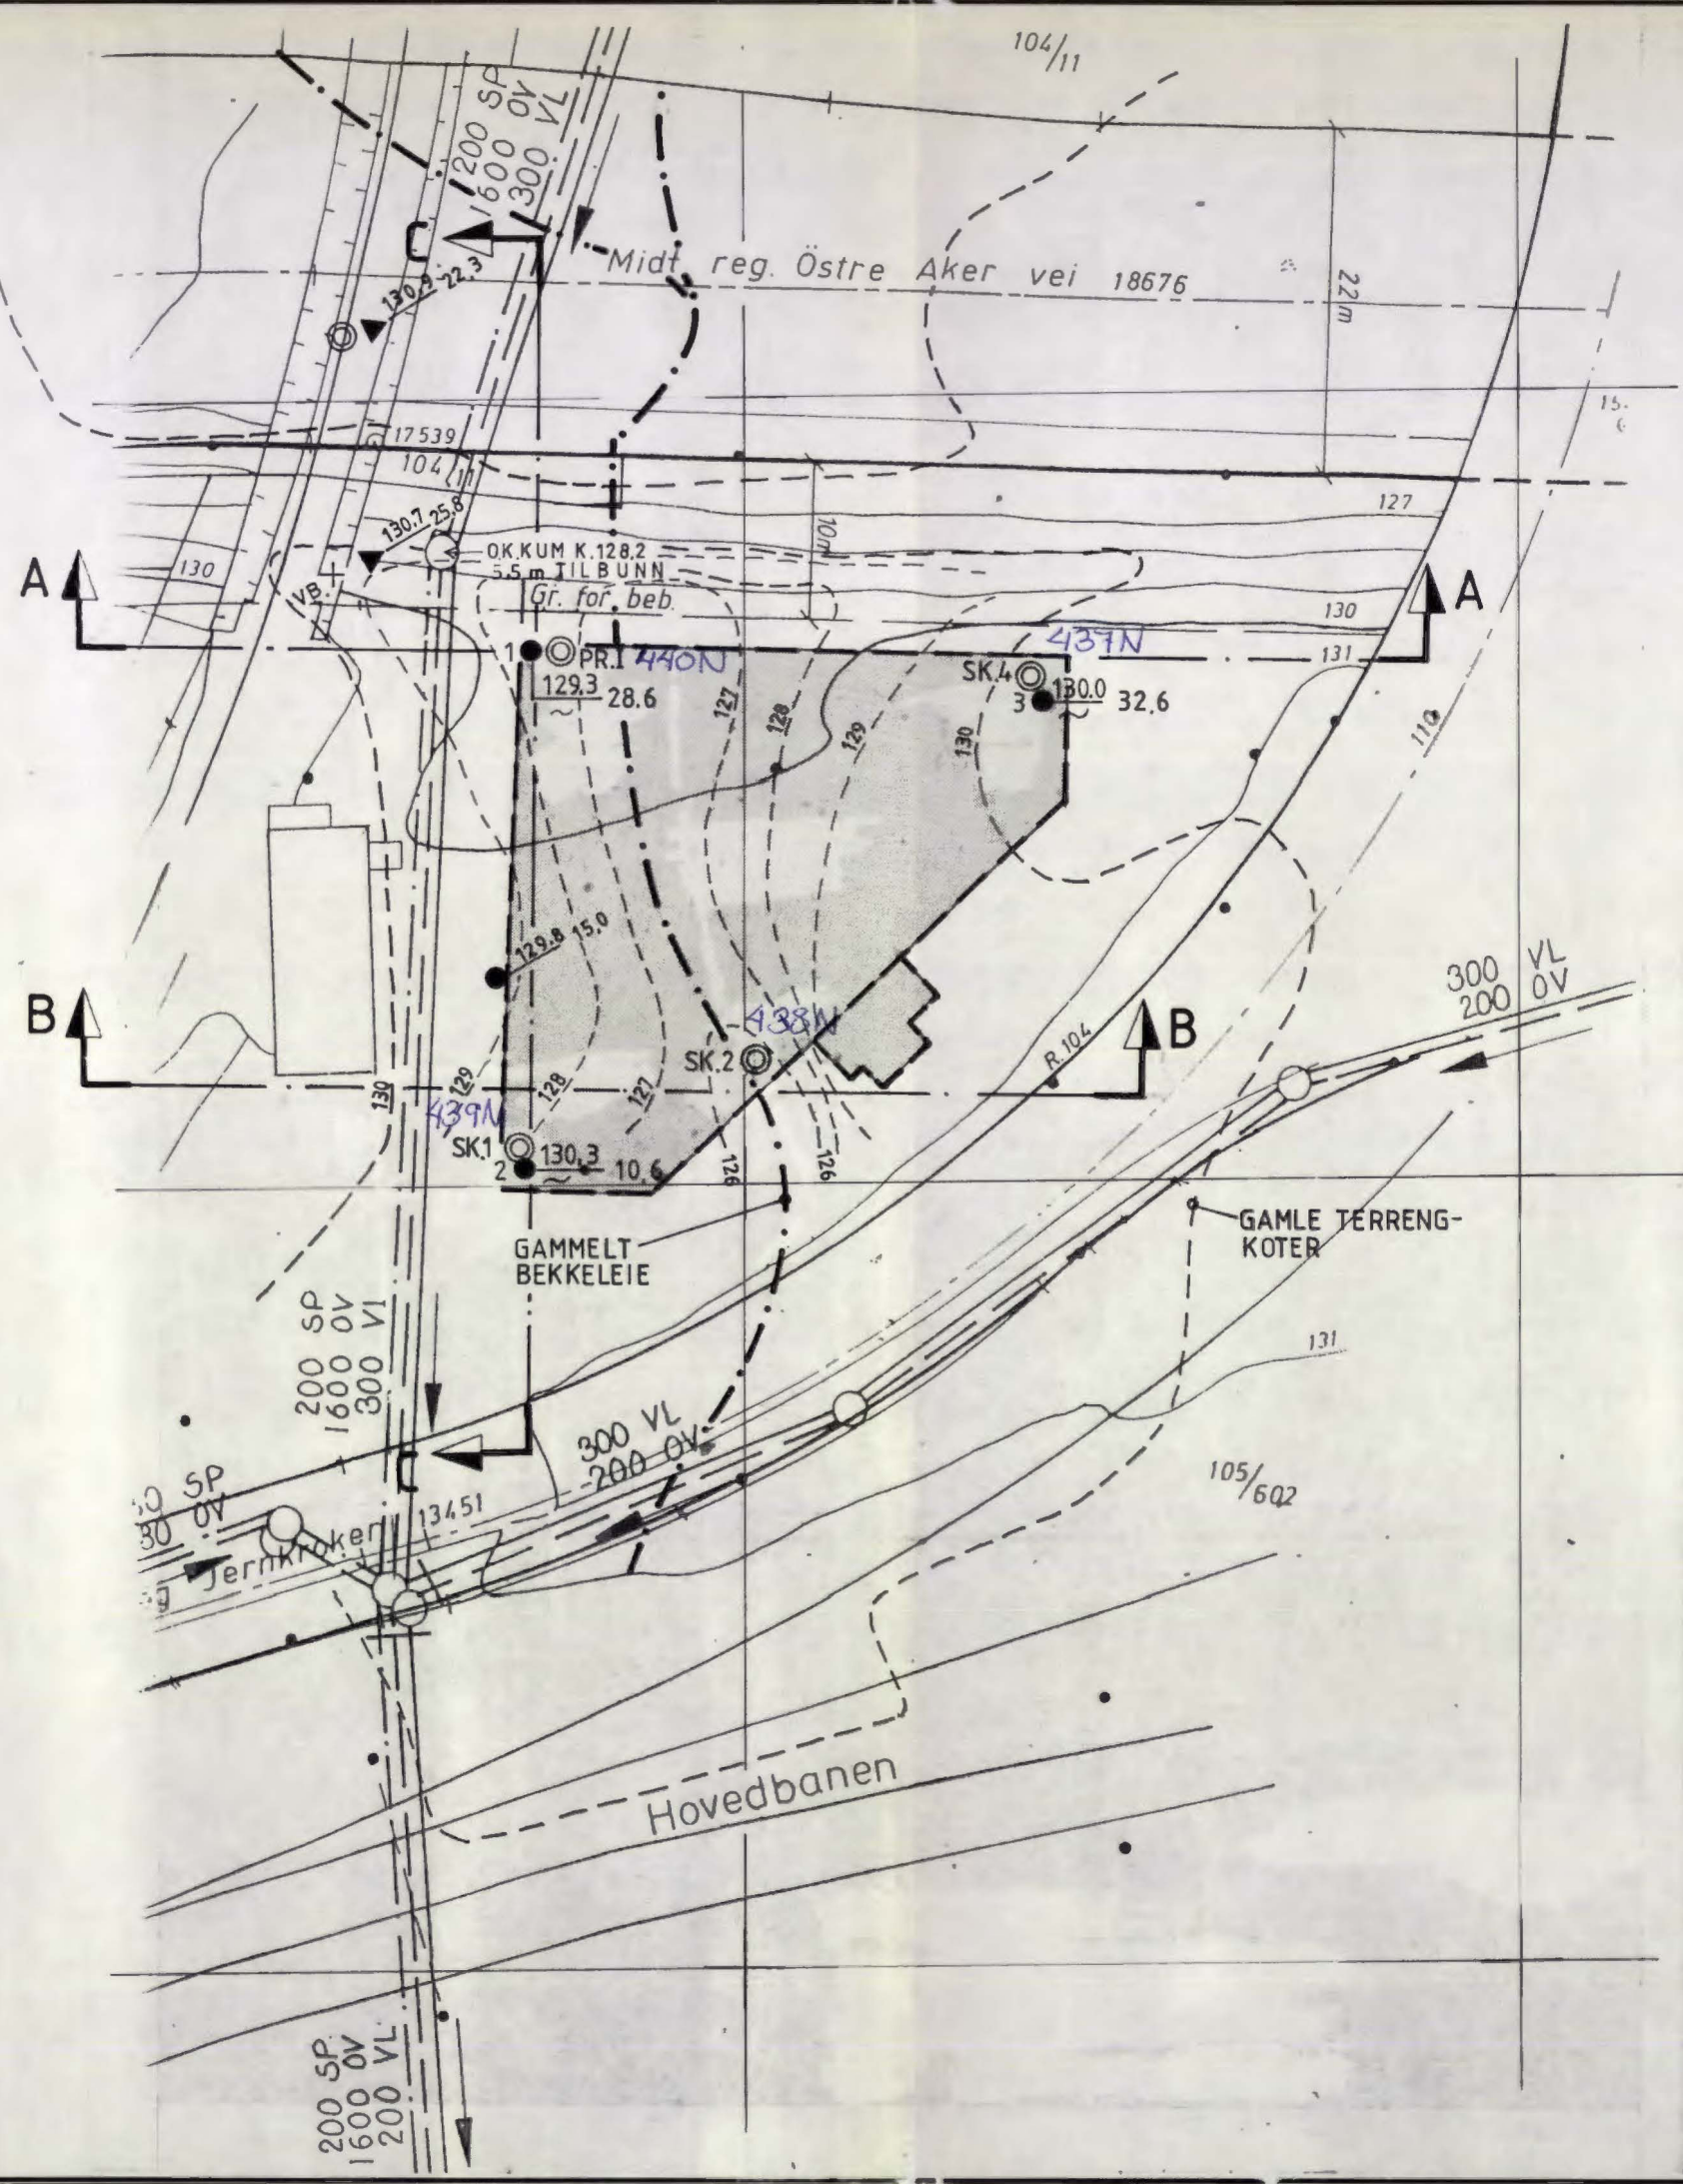 104/11
200 SP
1600 OV
300 VL
C
130.9 22.3
Midt. reg. Östre Aker vei 18676
22m
15.
17539
104/11
127
130.7 25.8
10m
O.K.KUM K.128,2
5.5 m TILBUNN
Gr. for. beb.
A
130
VB.
130
A
437N
131
1
PR.I
440N
SK.4
129.3
28.6
127
128
129
130
3
130.0
32.6
110
129.8 15.0
300 VL
200 OV
B
438N
B
SK.2
R.104
130
129
128
127
439N
SK.1
2
130.3
10.6
126
126
GAMMELT
BEKKELEIE
GAMLE TERRENG-
KOTER
200 SP
1600 OV
300 VL
131
300 VL
200 OV
C
SP
OV
105/602
Jernkroken
13451
Hovedbanen
200 SP.
1600 OV
200 VL.